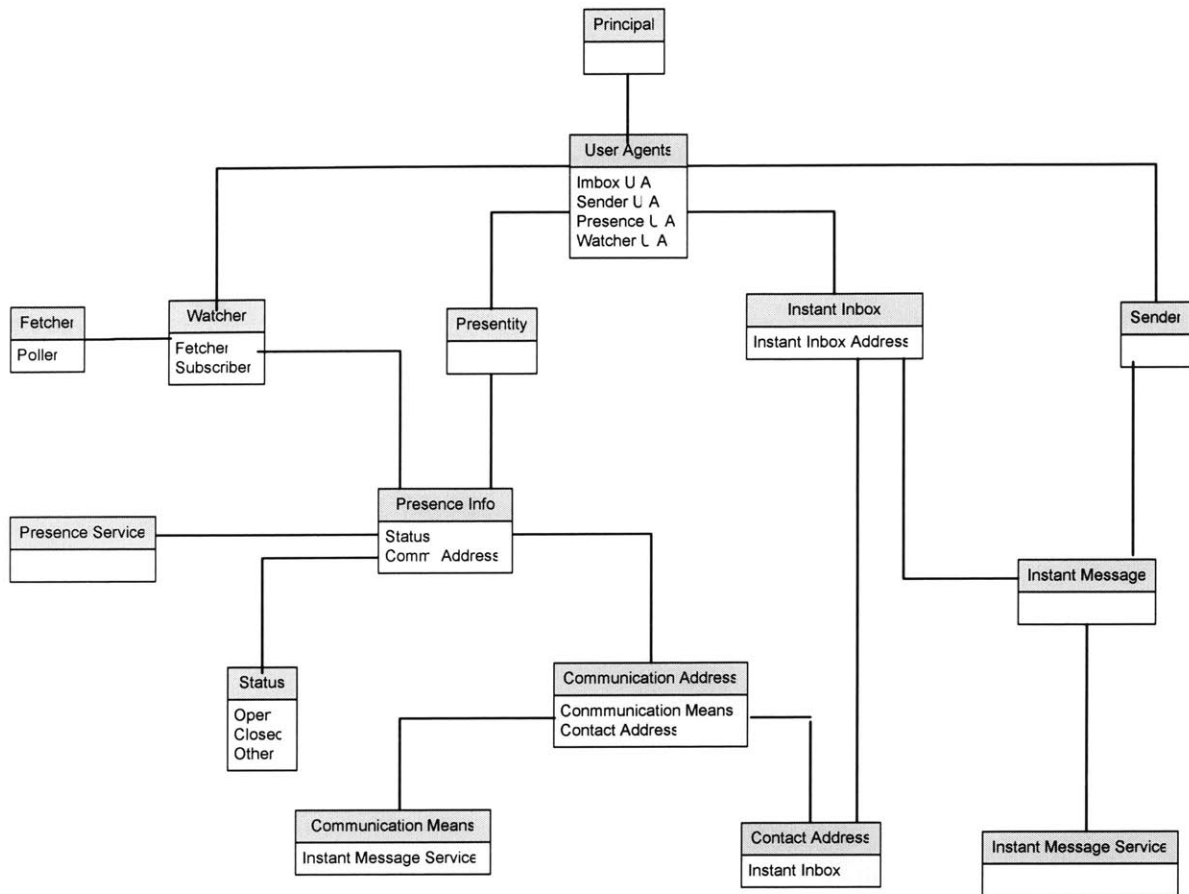 Principal
User Agents
Imbox U A
Sender U A
Presence U A
Watcher U A
Fetcher
Poller
Watcher
Fetcher
Subscriber
Presentity
Instant Inbox
Instant Inbox Address
Sender
Presence Service
Presence Info
Status
Comm Address
Instant Message
Status
Open
Closed
Other
Communication Address
Conmmunication Means
Contact Address
Communication Means
Instant Message Service
Contact Address
Instant Inbox
Instant Message Service